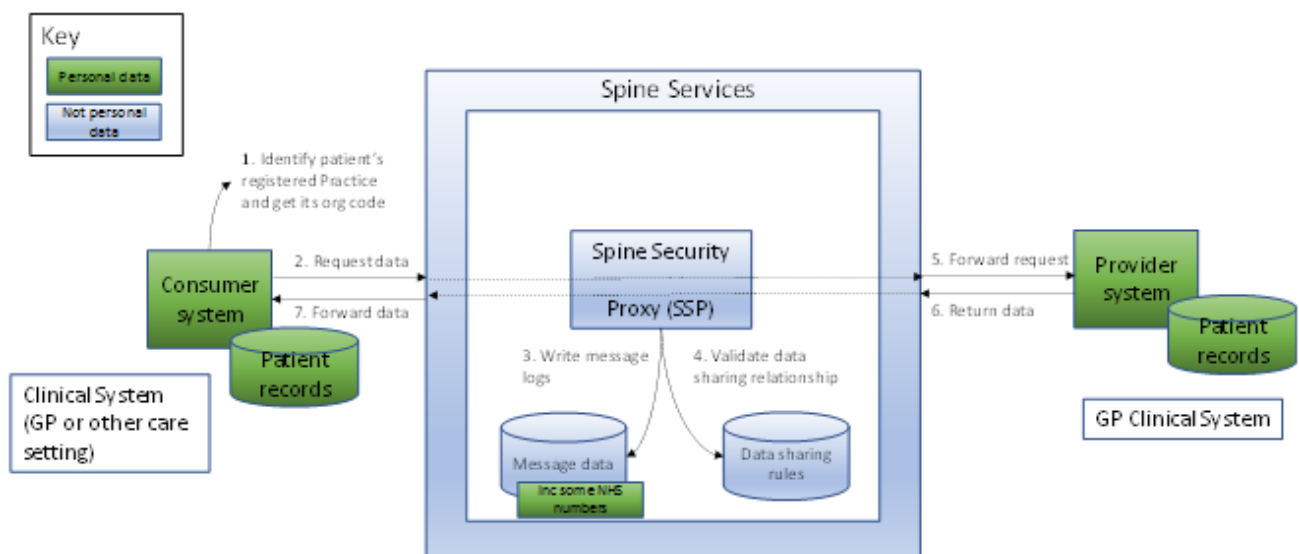 Key
Personal data
Not personal
data
Spine Services
1. Identify patient's
registered Practice
and get its org code
Consumer
system
Patient
records
2. Request data
7. Forward data
Spine Security
Proxy (SSP)
5. Forward request
6. Return data
Provider
system
Patient
records
3. Write message
logs
4. Validate data
sharing relationship
Clinical System
(GP or other care
setting)
GP Clinical System
Message data
Inc some NHS
numbers
Data sharing
rules